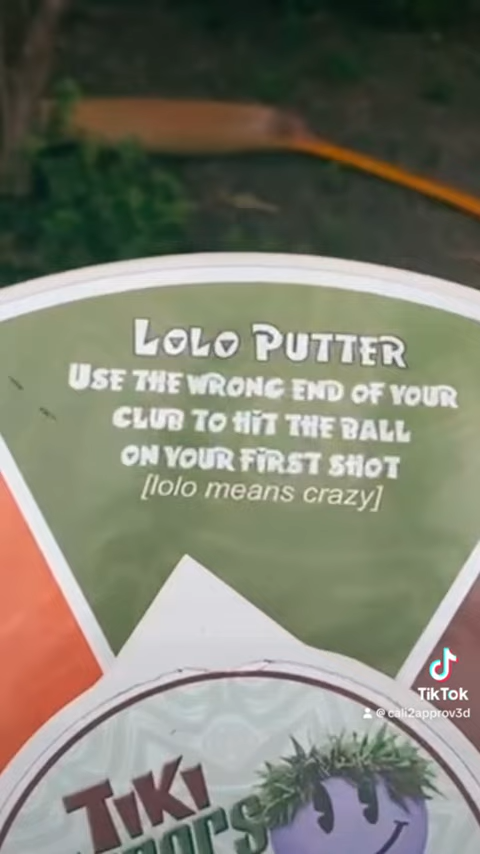 LOLO PUTTER
USE THE WRONG END OF YOUR
CLUB TO HIT THE BALL
ON YOUR FIRST SHOT
[lolo means crazy]
TikTok
@cali2approv3d
TIKI